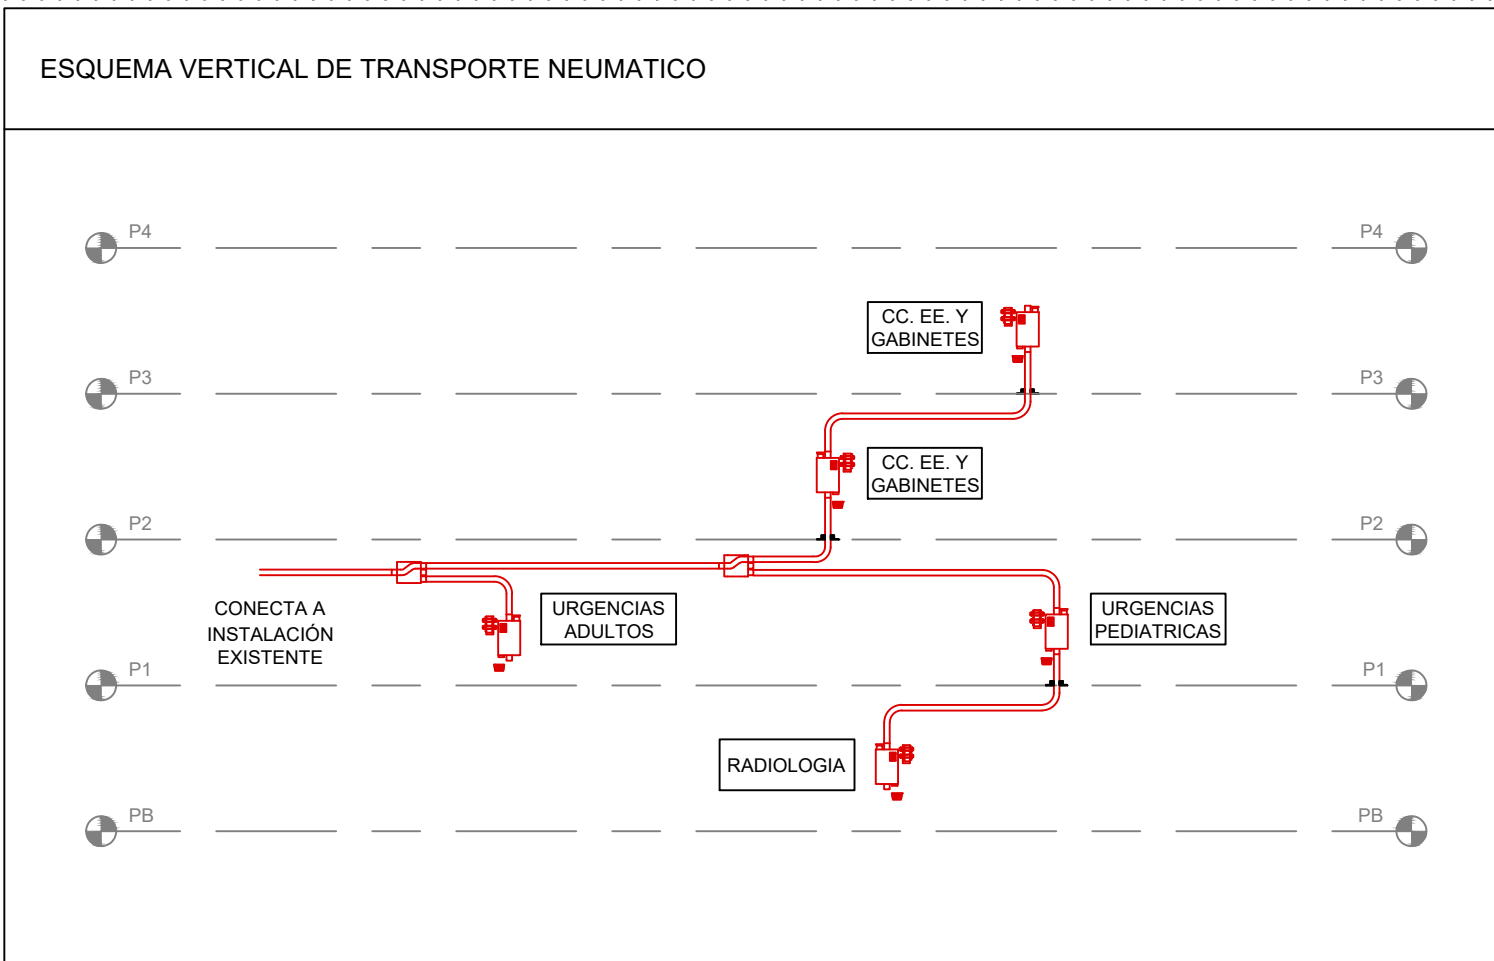 ESQUEMA VERTICAL DE TRANSPORTE NEUMATICO
P4
P4
CC. EE. Y
GABINETES
P3
P3
CC. EE. Y
GABINETES
P2
P2
CONECTA A
INSTALACIÓN
EXISTENTE
URGENCIAS
ADULTOS
URGENCIAS
PEDIATRICAS
P1
P1
RADIOLOGIA
PB
PB